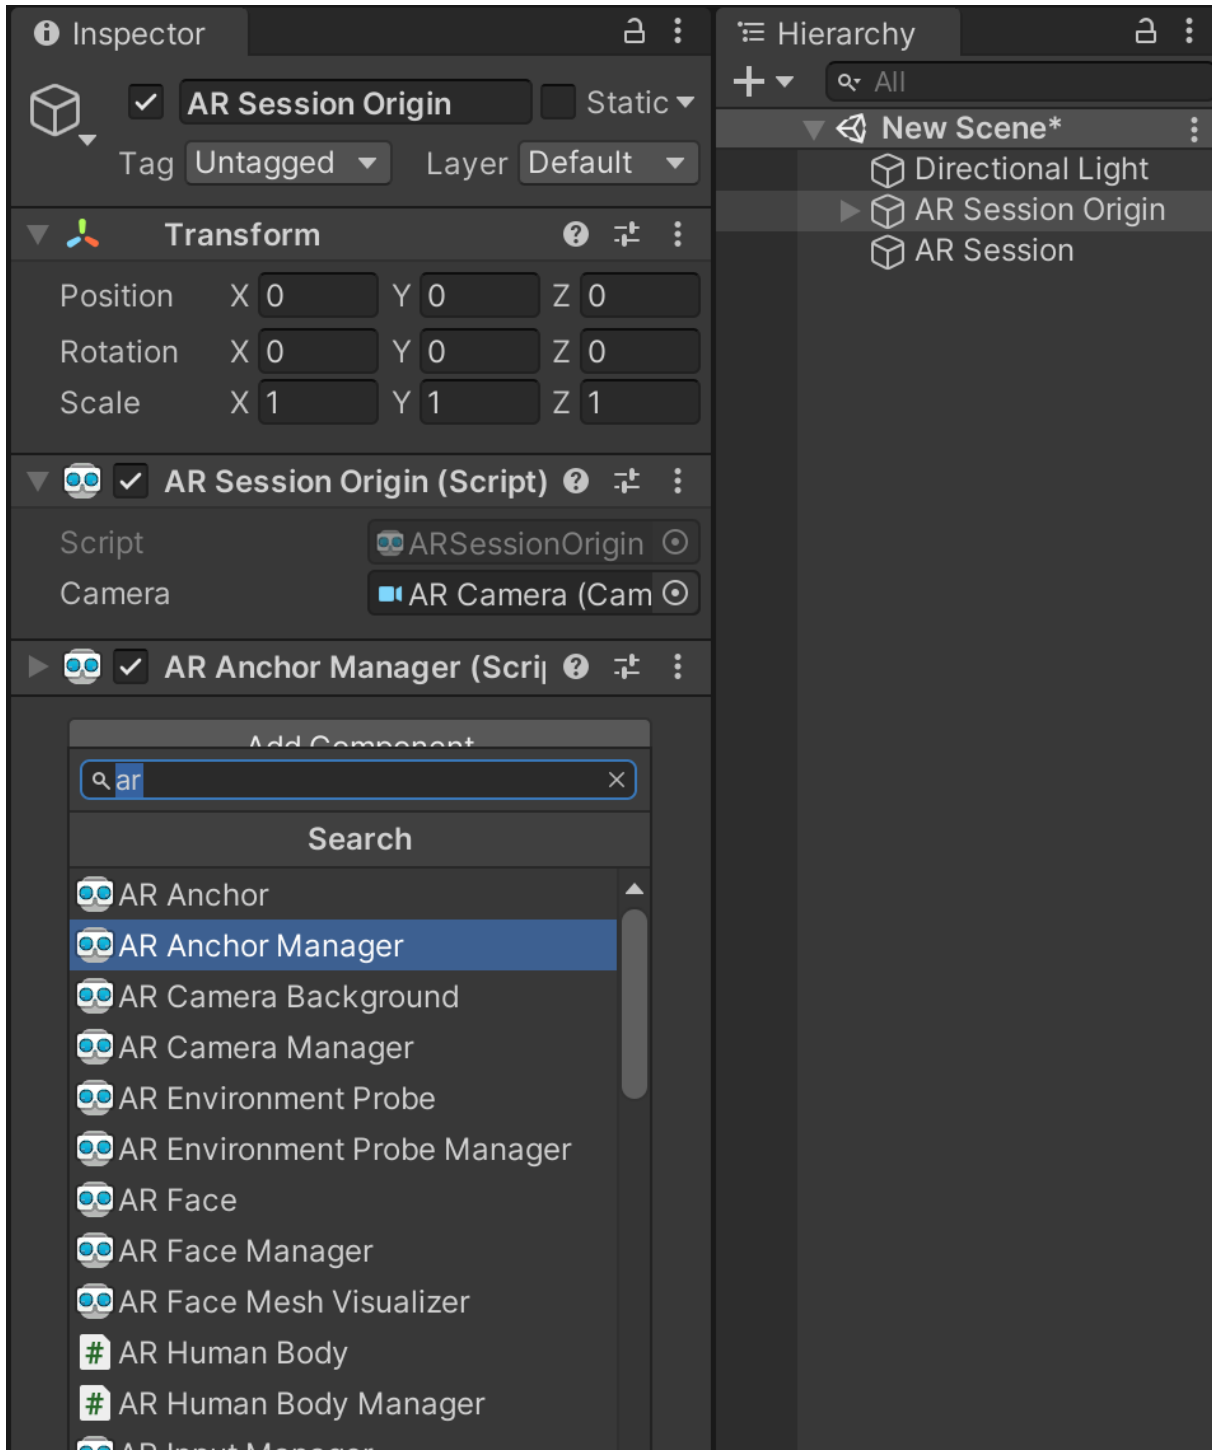 Inspector
AR Session Origin
Static
Tag Untagged Layer Default
Transform
Position X 0 Y 0 Z 0
Rotation X 0 Y 0 Z 0
Scale X 1 Y 1 Z 1
AR Session Origin (Script)
Script ARSessionOrigin
Camera AR Camera (Cam
AR Anchor Manager (Scrip
Add Component
ar
Search
AR Anchor
AR Anchor Manager
AR Camera Background
AR Camera Manager
AR Environment Probe
AR Environment Probe Manager
AR Face
AR Face Manager
AR Face Mesh Visualizer
# AR Human Body
# AR Human Body Manager
AR Input Manager
Hierarchy
All
New Scene*
Directional Light
AR Session Origin
AR Session